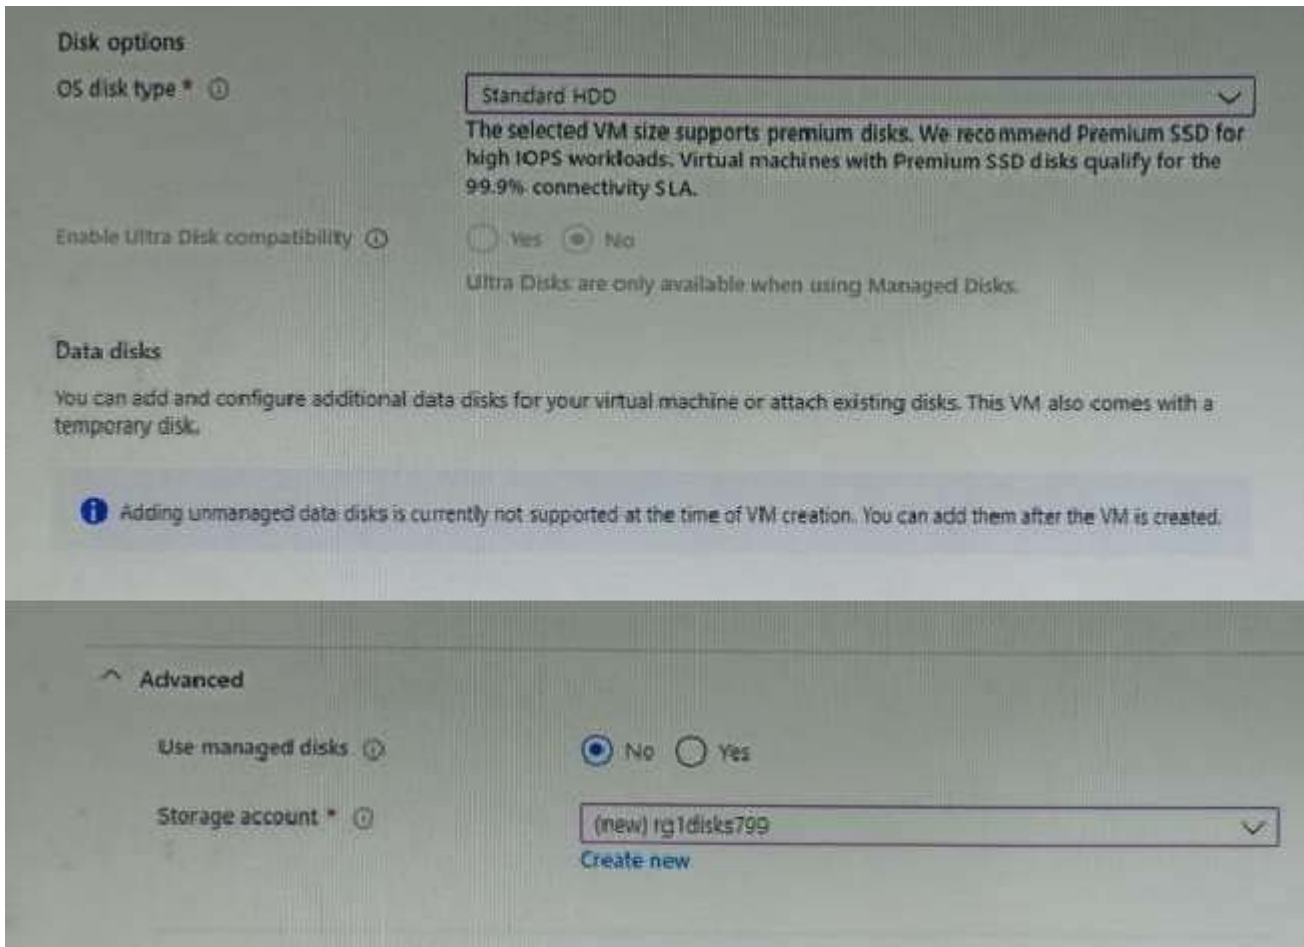 Disk options
OS disk type *
Standard HDD
The selected VM size supports premium disks. We recommend Premium SSD for
high IOPS workloads. Virtual machines with Premium SSD disks qualify for the
99.9% connectivity SLA.
Enable Ultra Disk compatibility
Yes No
Ultra Disks are only available when using Managed Disks.
Data disks
You can add and configure additional data disks for your virtual machine or attach existing disks. This VM also comes with a
temporary disk.
Adding unmanaged data disks is currently not supported at the time of VM creation. You can add them after the VM is created.
Advanced
Use managed disks
No Yes
Storage account *
(new) rg1disks799
Create new